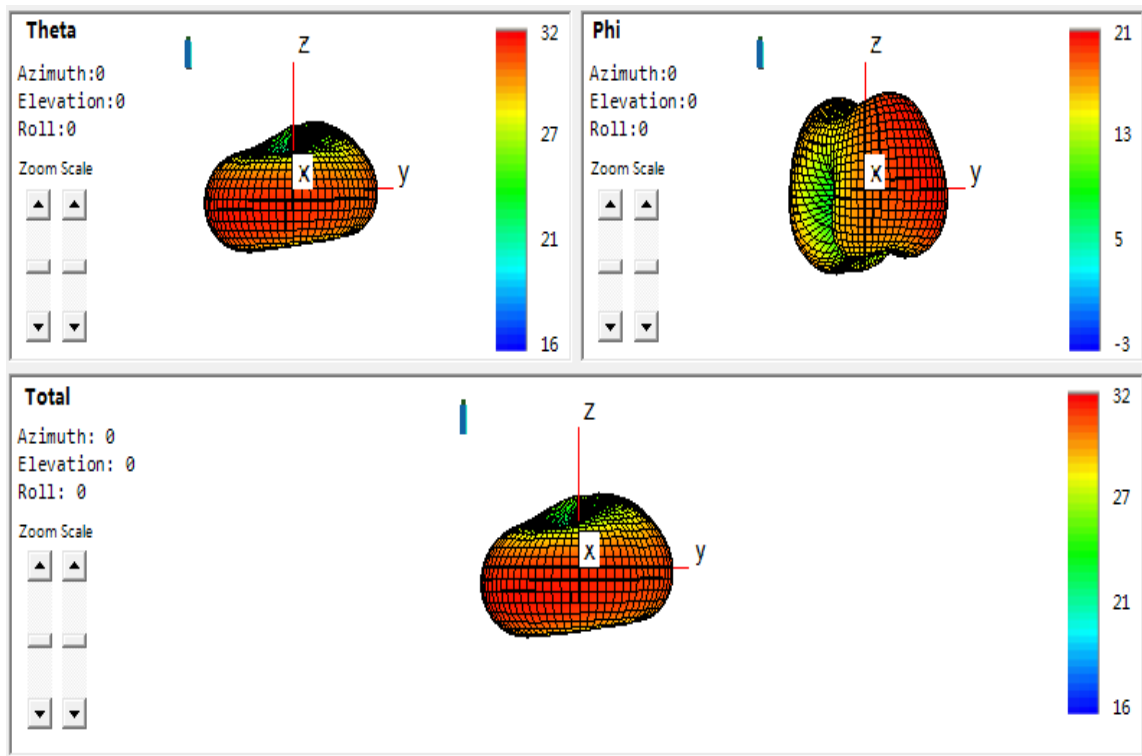 Theta
Azimuth:0
Elevation:0
Roll:0
Zoom Scale
z
x
y
32
27
21
16
Phi
Azimuth:0
Elevation:0
Roll:0
Zoom Scale
z
x
y
21
13
5
-3
Total
Azimuth: 0
Elevation: 0
Roll: 0
Zoom Scale
z
x
y
32
27
21
16